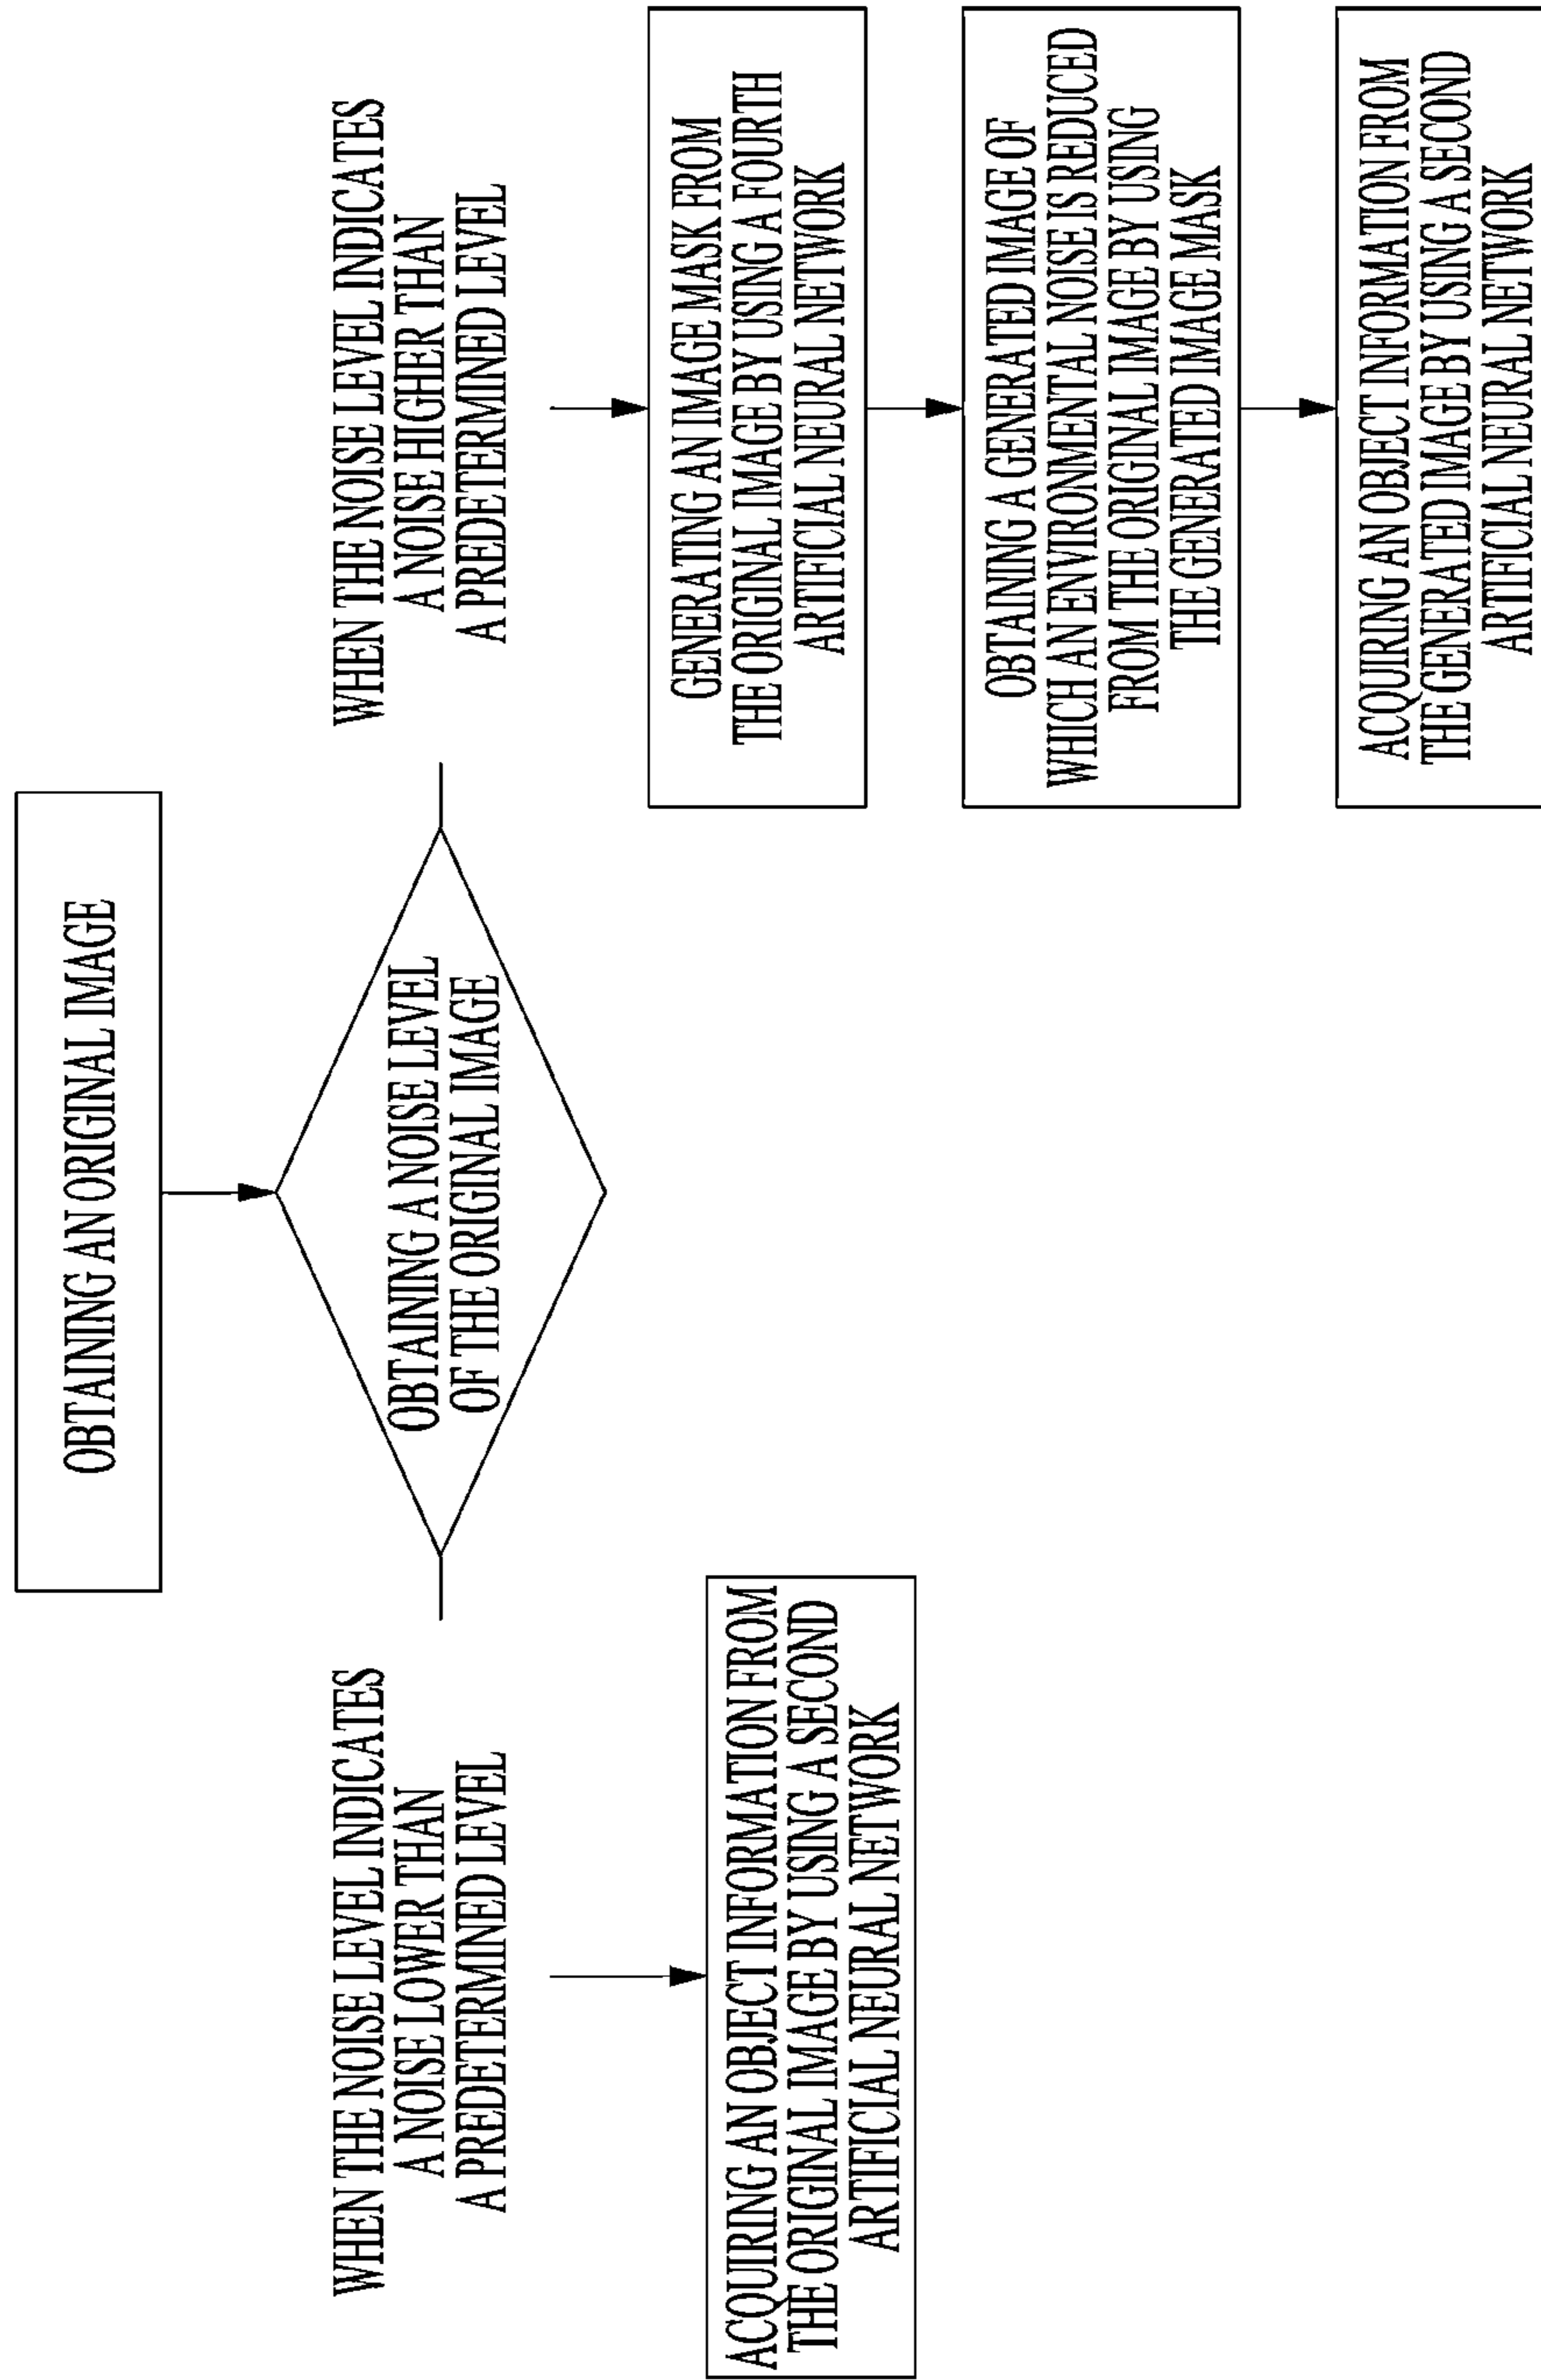 OBTAINING AN ORIGINAL IMAGE
OBTAINING A NOISE LEVEL
OF THE ORIGINAL IMAGE
WHEN THE NOISE LEVEL INDICATES
A NOISE LOWER THAN
A PREDETERMINED LEVEL
ACQUIRING AN OBJECT INFORMATION FROM
THE ORIGINAL IMAGE BY USING A SECOND
ARTIFICIAL NEURAL NETWORK
WHEN THE NOISE LEVEL INDICATES
A NOISE HIGHER THAN
A PREDETERMINED LEVEL
GENERATING AN IMAGE MASK FROM
THE ORIGINAL IMAGE BY USING A FOURTH
ARTIFICIAL NEURAL NETWORK
OBTAINING A GENERATED IMAGE OF
WHICH AN ENVIRONMENTAL NOISE IS REDUCED
FROM THE ORIGINAL IMAGE BY USING
THE GENERATED IMAGE MASK
ACQUIRING AN OBJECT INFORMATION FROM
THE GENERATED IMAGE BY USING A SECOND
ARTIFICIAL NEURAL NETWORK